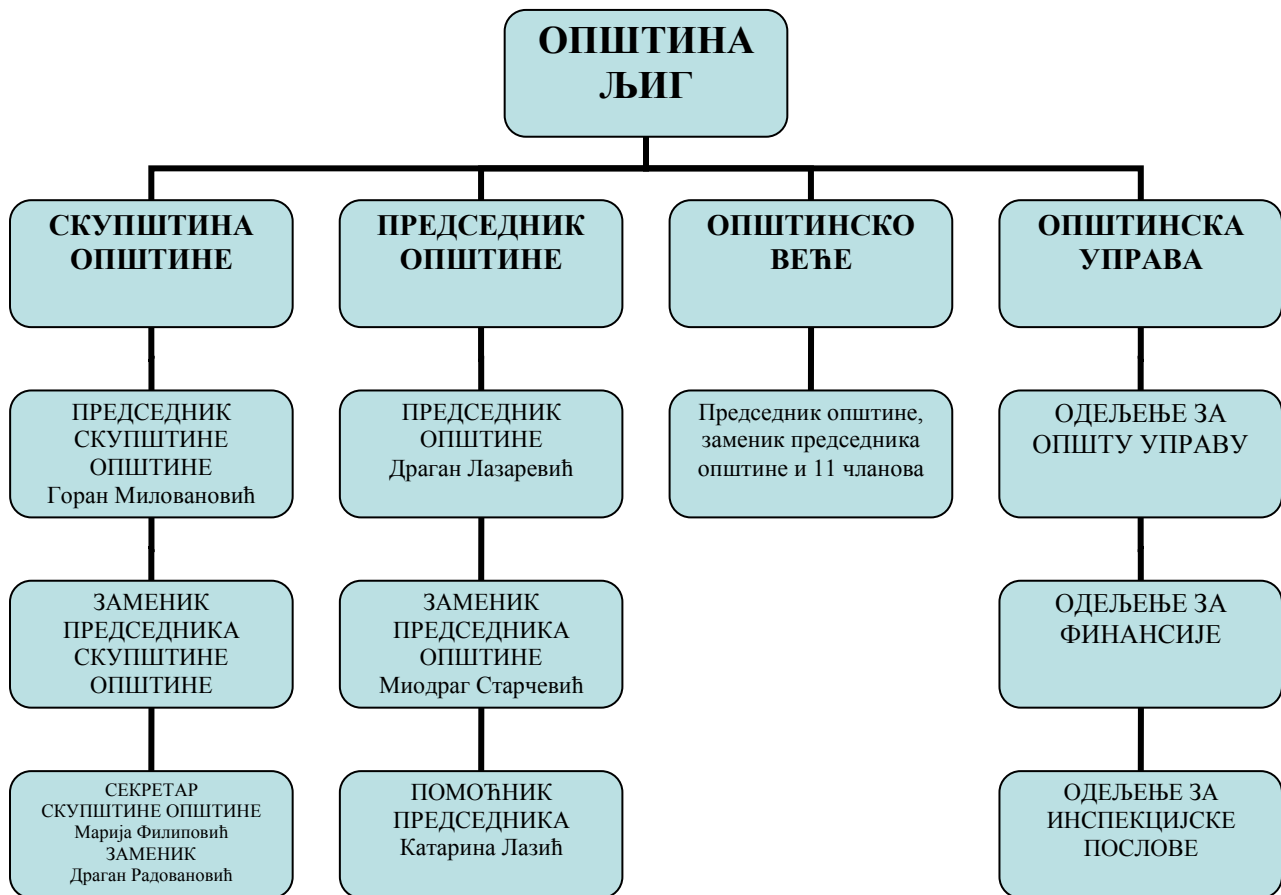 ОПШТИНА
ЉИГ
СКУПШТИНА
ОПШТИНЕ
ПРЕДСЕДНИК
ОПШТИНЕ
ОПШТИНСКО
ВЕЋЕ
ОПШТИНСКА
УПРАВА
ПРЕДСЕДНИК
СКУПШТИНЕ
ОПШТИНЕ
Горан Миловановић
ПРЕДСЕДНИК
ОПШТИНЕ
Драган Лазаревић
Председник општине,
заменик председника
општине и 11 чланова
ОДЕЉЕЊЕ ЗА
ОПШТУ УПРАВУ
ЗАМЕНИК
ПРЕДСЕДНИКА
СКУПШТИНЕ
ОПШТИНЕ
ЗАМЕНИК
ПРЕДСЕДНИКА
ОПШТИНЕ
Миодраг Старчевић
ОДЕЉЕЊЕ ЗА
ФИНАНСИЈЕ
СЕКРЕТАР
СКУПШТИНЕ ОПШТИНЕ
Марија Филиповић
ЗАМЕНИК
Драган Радовановић
ПОМОЋНИК
ПРЕДСЕДНИКА
Катарина Лазић
ОДЕЉЕЊЕ ЗА
ИНСПЕКЦИЈСКЕ
ПОСЛОВЕ